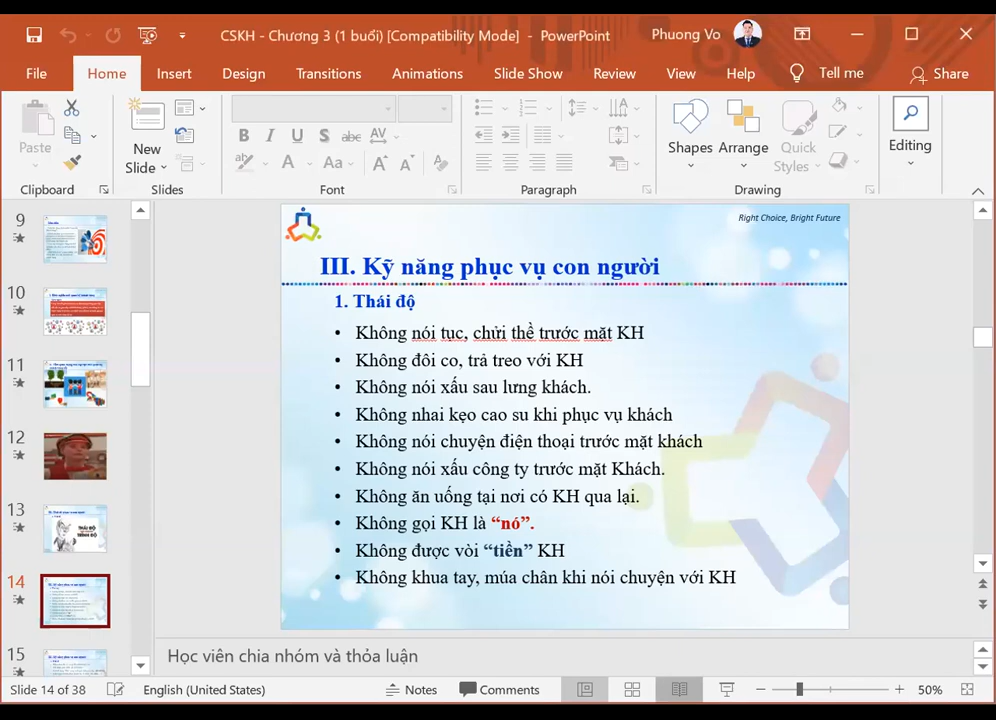 CSKH - Chương 3 (1 buổi) [Compatibility Mode] - PowerPoint
Phuong Vo
File Home Insert Design Transitions Animations Slide Show Review View Help Tell me Share
Paste
New
Slide
B I U S abc AV
A Aa A A
Shapes Arrange Quick
Styles
Editing
Clipboard Slides Font Paragraph Drawing
9
10
11
12
13
THÁI ĐỘ
TRÌNH ĐỘ
14
15
Right Choice, Bright Future
III. Kỹ năng phục vụ con người
1. Thái độ
• Không nói tục, chửi thề trước mặt KH
• Không đôi co, trả treo với KH
• Không nói xấu sau lưng khách.
• Không nhai kẹo cao su khi phục vụ khách
• Không nói chuyện điện thoại trước mặt khách
• Không nói xấu công ty trước mặt Khách.
• Không ăn uống tại nơi có KH qua lại.
• Không gọi KH là “nó”.
• Không được vòi “tiền” KH
• Không khua tay, múa chân khi nói chuyện với KH
Học viên chia nhóm và thỏa luận
Slide 14 of 38 English (United States) Notes Comments 50%